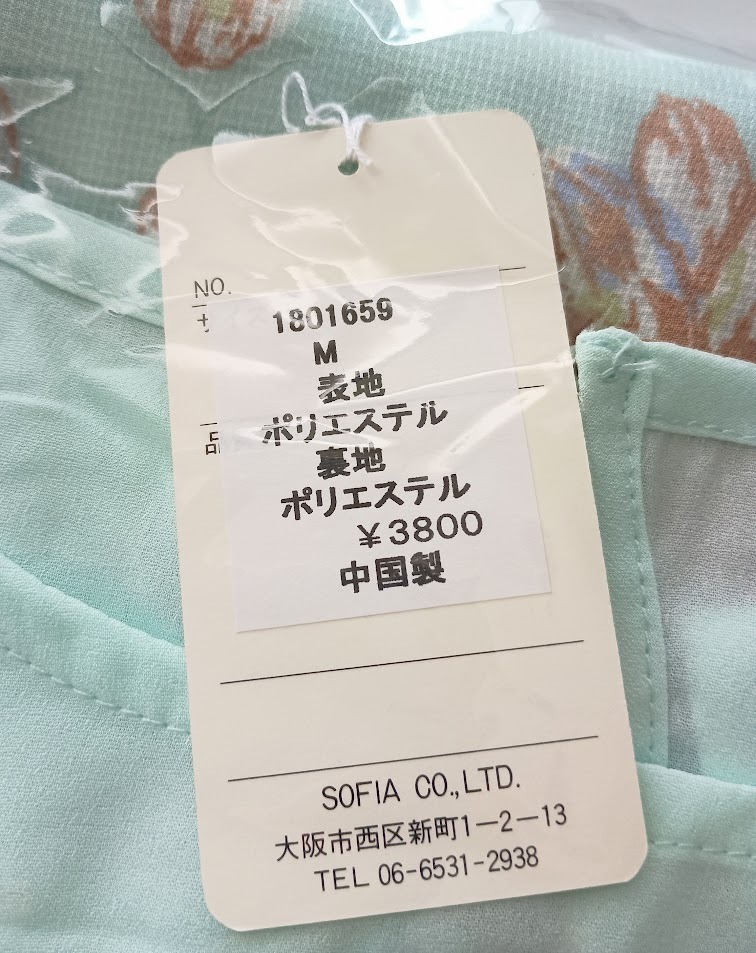 NO.
1801659
M
表地
ポリエステル
品
裏地
ポリエステル
￥3800
中国製
SOFIA CO.,LTD.
大阪市西区新町1－2－13
TEL 06-6531-2938